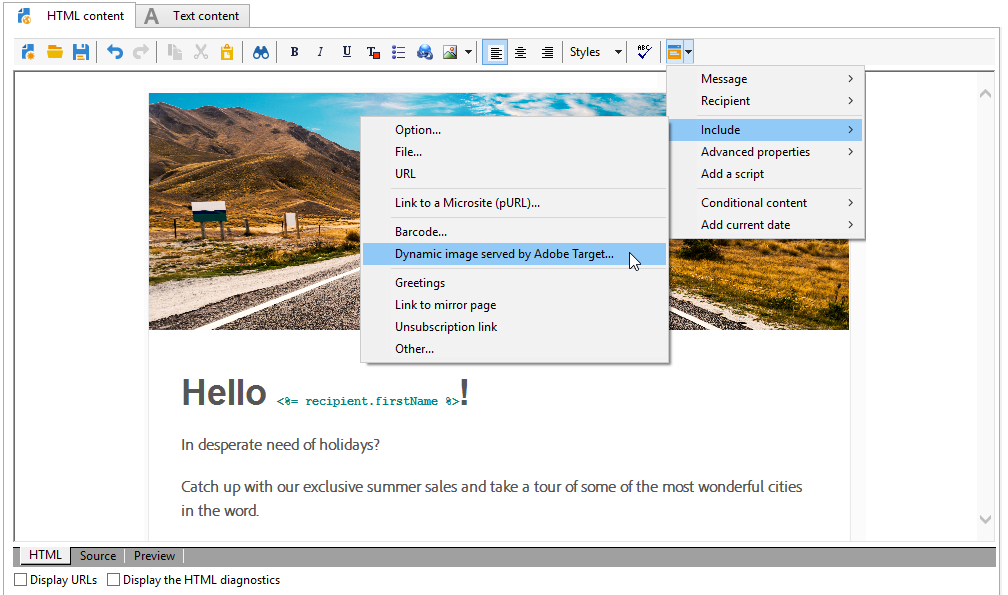 HTML content
A Text content
B I U T Styles ABC
Message
Recipient
Include
Advanced properties
Add a script
Conditional content
Add current date
Option...
File...
URL
Link to a Microsite (pURL)...
Barcode...
Dynamic image served by Adobe Target...
Greetings
Link to mirror page
Unsubscription link
Other...
Hello <%= recipient.firstName %>!
In desperate need of holidays?
Catch up with our exclusive summer sales and take a tour of some of the most wonderful cities
in the word.
HTML Source Preview
Display URLs Display the HTML diagnostics